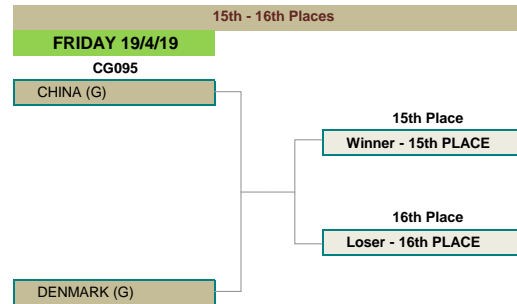 15th - 16th Places
FRIDAY 19/4/19
CG095
CHINA (G)
15th Place
Winner - 15th PLACE
16th Place
Loser - 16th PLACE
DENMARK (G)